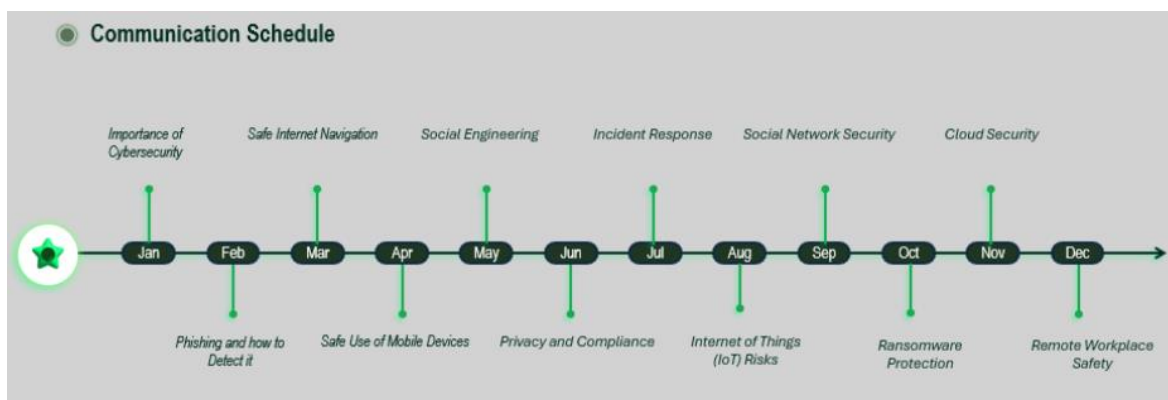 Communication Schedule
Importance of
Cybersecurity
Safe Internet Navigation
Social Engineering
Incident Response
Social Network Security
Cloud Security
Jan
Feb
Mar
Apr
May
Jun
Jul
Aug
Sep
Oct
Nov
Dec
Phishing and how to
Detect it
Safe Use of Mobile Devices
Privacy and Compliance
Internet of Things
(IoT) Risks
Ransomware
Protection
Remote Workplace
Safety